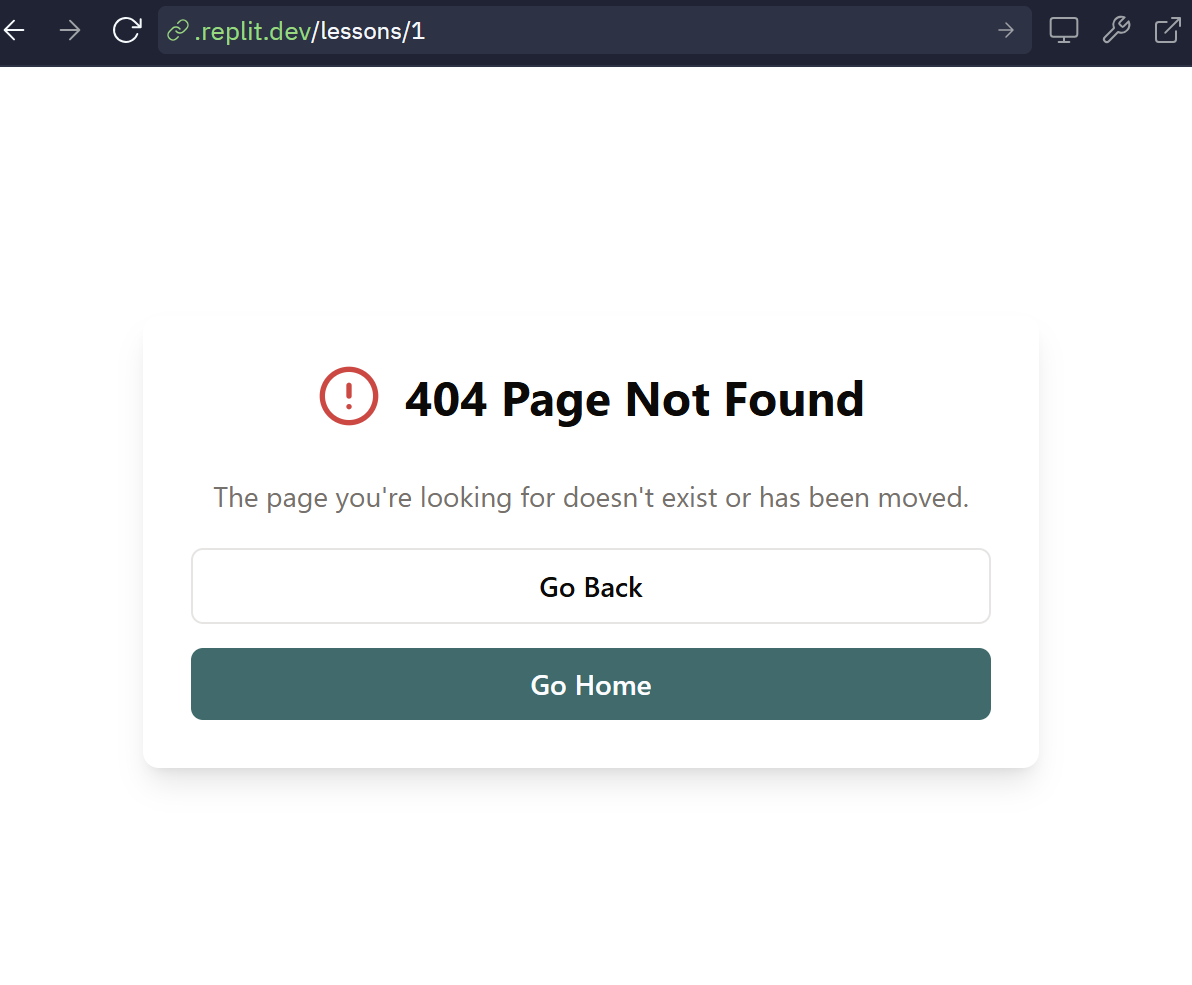 .replit.dev/lessons/1
404 Page Not Found
The page you're looking for doesn't exist or has been moved.
Go Back
Go Home